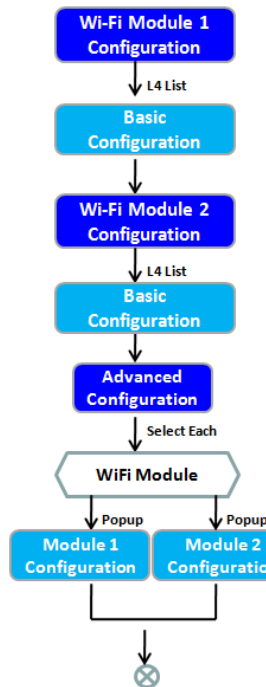 Wi-Fi Module 1
Configuration
L4 List
Basic
Configuration
Wi-Fi Module 2
Configuration
L4 List
Basic
Configuration
Advanced
Configuration
Select Each
WiFi Module
Popup
Popup
Module 1
Configuration
Module 2
Configuratio